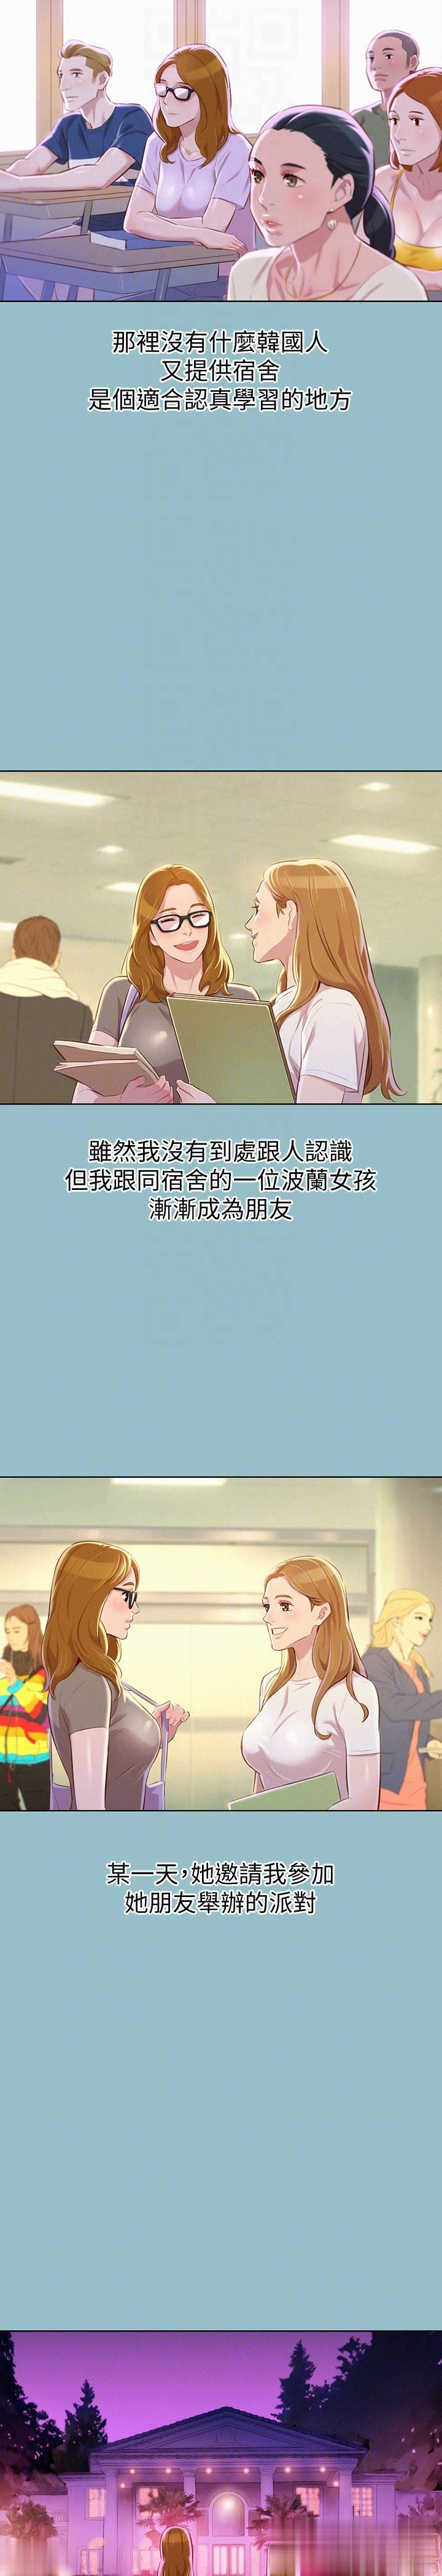 那裡沒有什麼韓國人
又提供宿舍
是個適合認真學習的地方
雖然我沒有到處跟人認識
但我跟同宿舍的一位波蘭女孩
漸漸成為朋友
某一天,她邀請我參加
她朋友舉辦的派對